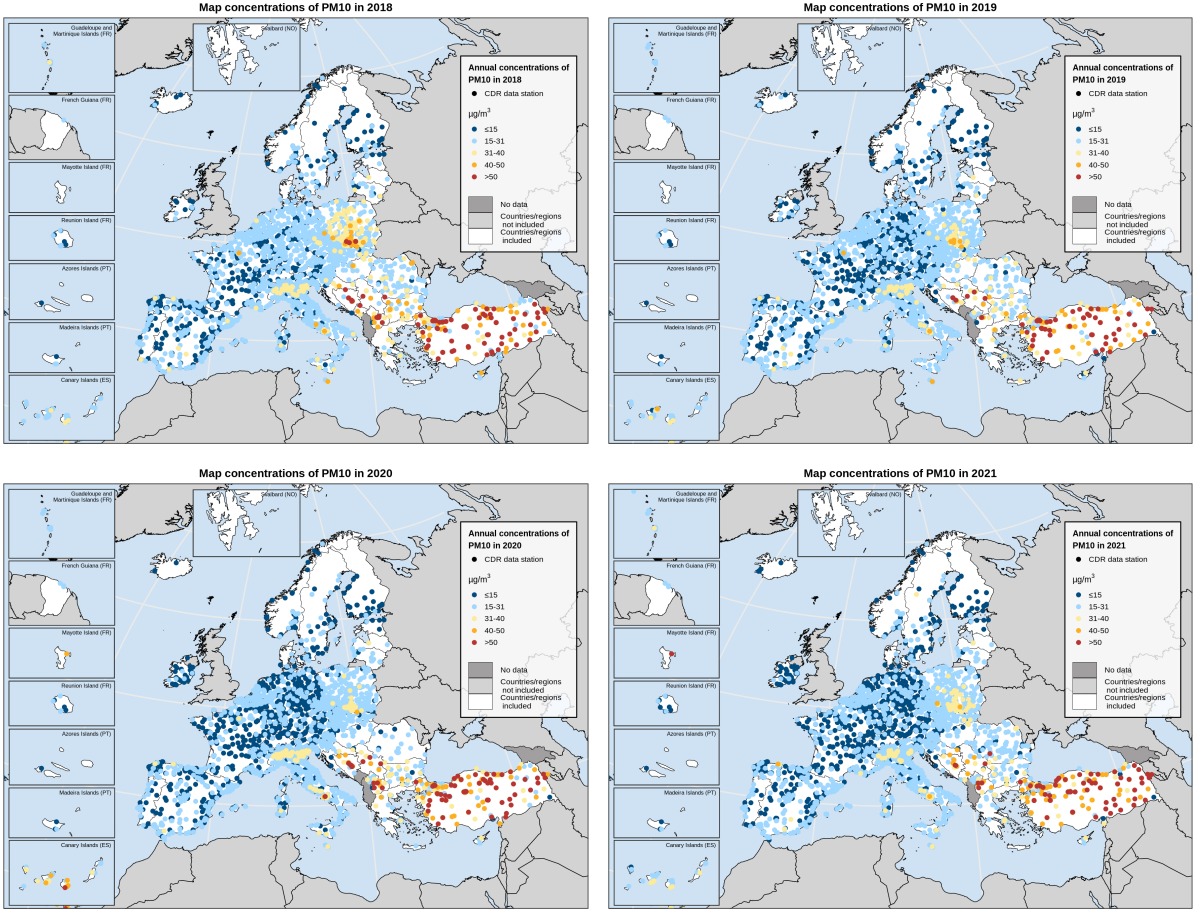 Map concentrations of PM10 in 2018
Guadeloupe and
Martinique Islands (FR)
Svalbard (NO)
French Guiana (FR)
Mayotte Island (FR)
Reunion Island (FR)
Azores Islands (PT)
Madeira Islands (PT)
Canary Islands (ES)
Annual concentrations of
PM10 in 2018
CDR data station
µg/m³
≤15
15-31
31-40
40-50
>50
No data
Countries/regions
not included
Countries/regions
included
Map concentrations of PM10 in 2019
Guadeloupe and
Martinique Islands (FR)
Svalbard (NO)
French Guiana (FR)
Mayotte Island (FR)
Reunion Island (FR)
Azores Islands (PT)
Madeira Islands (PT)
Canary Islands (ES)
Annual concentrations of
PM10 in 2019
CDR data station
µg/m³
≤15
15-31
31-40
40-50
>50
No data
Countries/regions
not included
Countries/regions
included
Map concentrations of PM10 in 2020
Guadeloupe and
Martinique Islands (FR)
Svalbard (NO)
French Guiana (FR)
Mayotte Island (FR)
Reunion Island (FR)
Azores Islands (PT)
Madeira Islands (PT)
Canary Islands (ES)
Annual concentrations of
PM10 in 2020
CDR data station
µg/m³
≤15
15-31
31-40
40-50
>50
No data
Countries/regions
not included
Countries/regions
included
Map concentrations of PM10 in 2021
Guadeloupe and
Martinique Islands (FR)
Svalbard (NO)
French Guiana (FR)
Mayotte Island (FR)
Reunion Island (FR)
Azores Islands (PT)
Madeira Islands (PT)
Canary Islands (ES)
Annual concentrations of
PM10 in 2021
CDR data station
µg/m³
≤15
15-31
31-40
40-50
>50
No data
Countries/regions
not included
Countries/regions
included